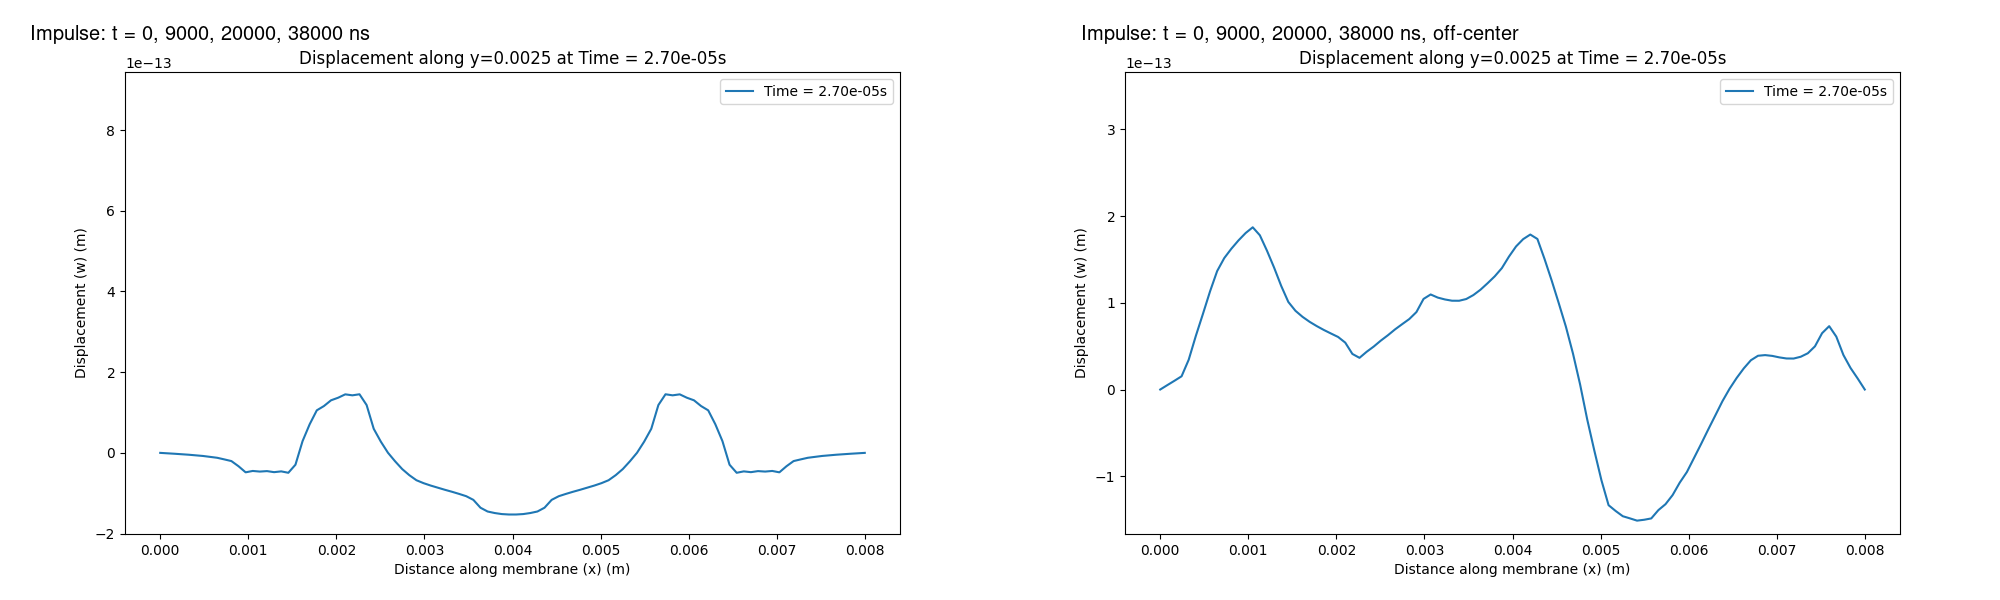 Impulse: t = 0, 9000, 20000, 38000 ns
Displacement along y=0.0025 at Time = 2.70e-05s
1e−13
Time = 2.70e-05s
8
6
4
2
0
−2
Displacement (w) (m)
0.000 0.001 0.002 0.003 0.004 0.005 0.006 0.007 0.008
Distance along membrane (x) (m)
Impulse: t = 0, 9000, 20000, 38000 ns, off-center
Displacement along y=0.0025 at Time = 2.70e-05s
1e−13
Time = 2.70e-05s
3
2
1
0
−1
Displacement (w) (m)
0.000 0.001 0.002 0.003 0.004 0.005 0.006 0.007 0.008
Distance along membrane (x) (m)